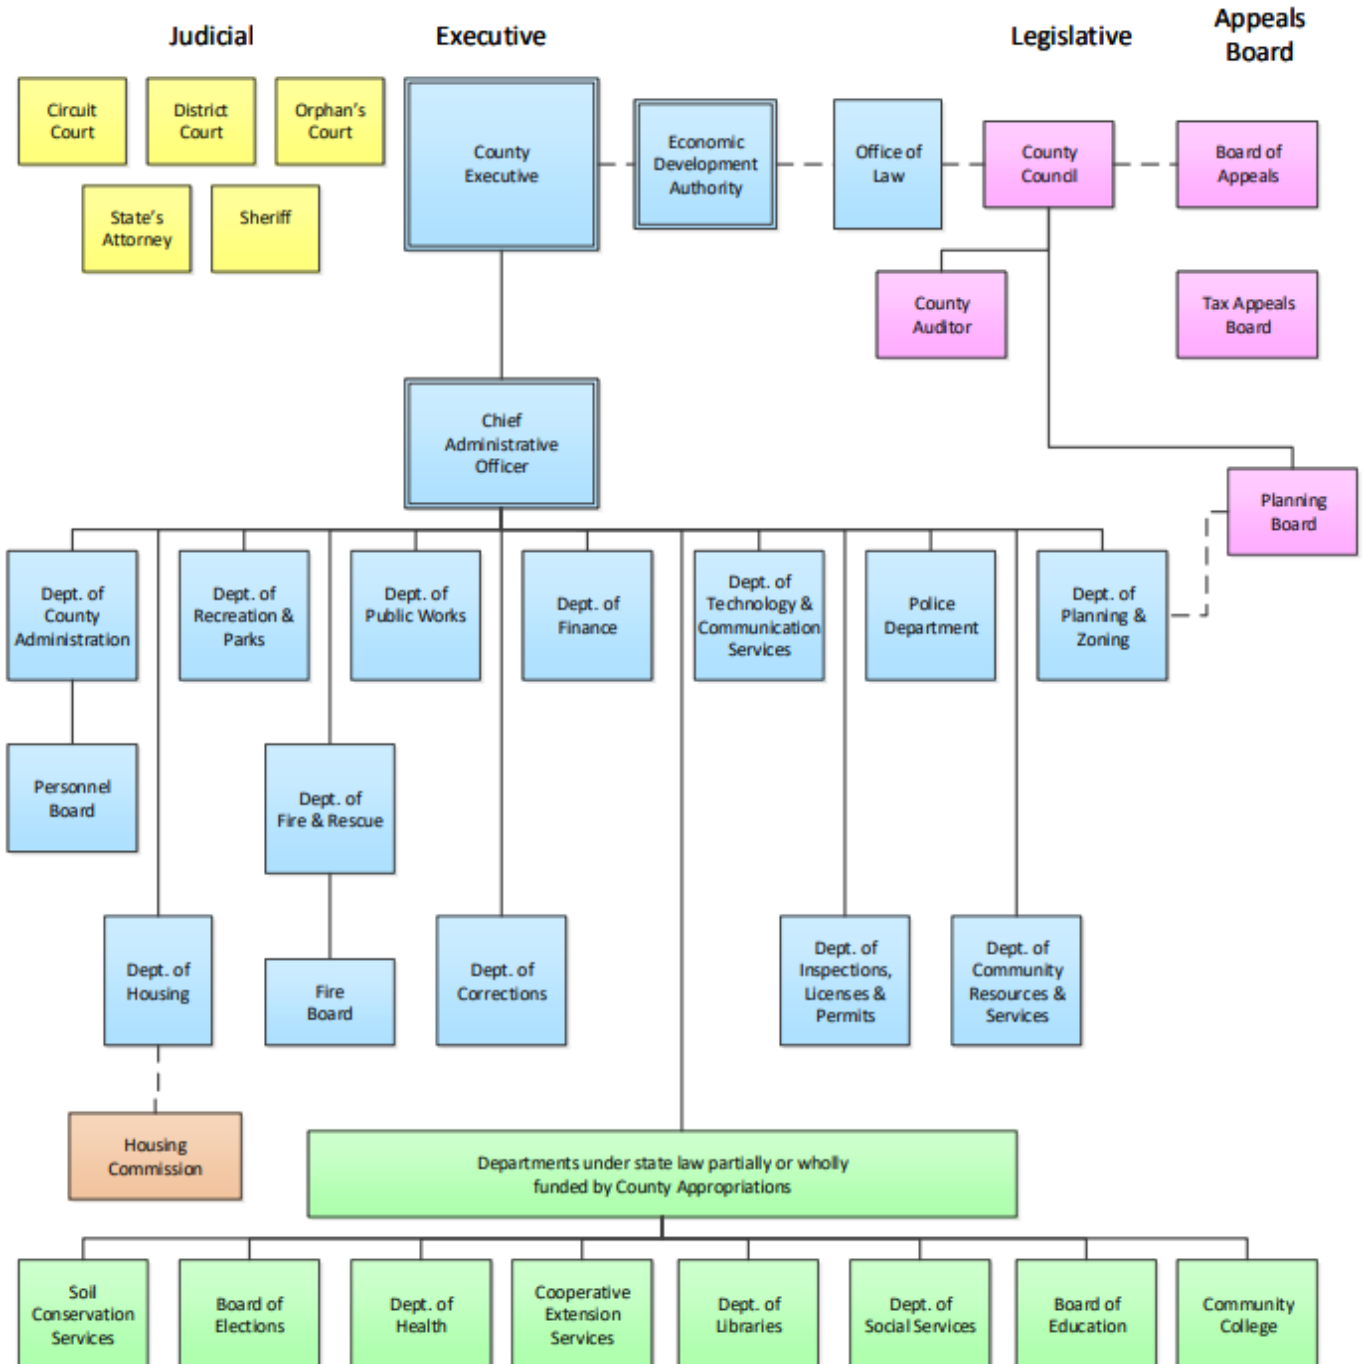 Judicial
Executive
Legislative
Appeals
Board
Circuit
Court
District
Court
Orphan's
Court
State's
Attorney
Sheriff
County
Executive
Economic
Development
Authority
Office of
Law
County
Council
Board of
Appeals
County
Auditor
Tax Appeals
Board
Chief
Administrative
Officer
Planning
Board
Dept. of
County
Administration
Dept. of
Recreation &
Parks
Dept. of
Public Works
Dept. of
Finance
Dept. of
Technology &
Communication
Services
Police
Department
Dept. of
Planning &
Zoning
Personnel
Board
Dept. of
Fire & Rescue
Dept. of
Housing
Fire
Board
Dept. of
Corrections
Dept. of
Inspections,
Licenses &
Permits
Dept. of
Community
Resources &
Services
Housing
Commission
Departments under state law partially or wholly
funded by County Appropriations
Soil
Conservation
Services
Board of
Elections
Dept. of
Health
Cooperative
Extension
Services
Dept. of
Libraries
Dept. of
Social Services
Board of
Education
Community
College